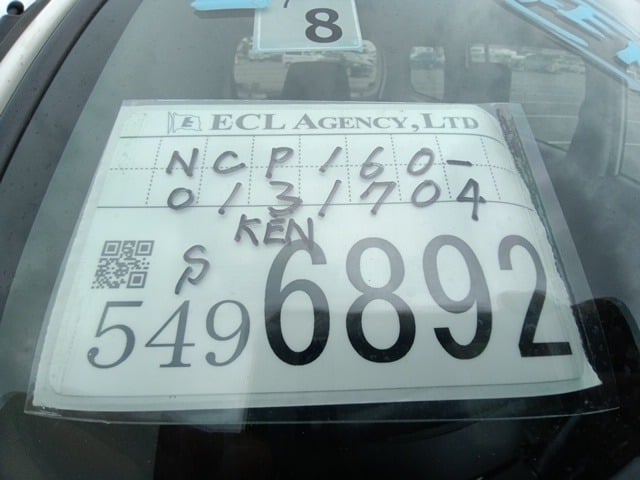 8
ECL AGENCY, LTD
NCP160-
0131704
KEN
S
5496892